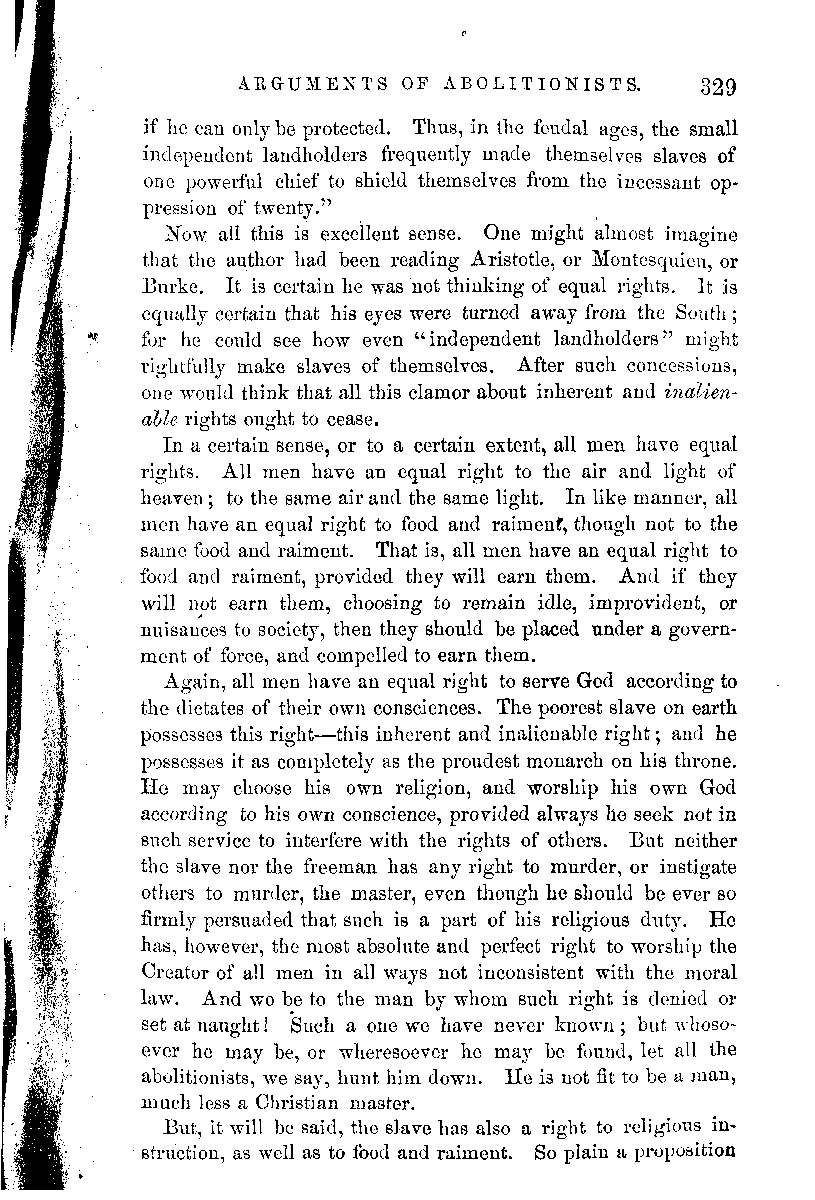 ARGUMENTS OF ABOLITIONISTS. 329
if he can only be protected. Thus, in the feudal ages, the small
independent landholders frequently made themselves slaves of
one powerful chief to shield themselves from the incessant op-
pression of twenty.”
Now all this is excellent sense. One might almost imagine
that the author had been reading Aristotle, or Montesquieu, or
Burke. It is certain he was not thinking of equal rights. It is
equally certain that his eyes were turned away from the South;
for he could see how even “independent landholders” might
rightfully make slaves of themselves. After such concessions,
one would think that all this clamor about inherent and inalien-
able rights ought to cease.
In a certain sense, or to a certain extent, all men have equal
rights. All men have an equal right to the air and light of
heaven; to the same air and the same light. In like manner, all
men have an equal right to food and raiment, though not to the
same food and raiment. That is, all men have an equal right to
food and raiment, provided they will earn them. And if they
will not earn them, choosing to remain idle, improvident, or
nuisances to society, then they should be placed under a govern-
ment of force, and compelled to earn them.
Again, all men have an equal right to serve God according to
the dictates of their own consciences. The poorest slave on earth
possesses this right—this inherent and inalienable right; and he
possesses it as completely as the proudest monarch on his throne.
He may choose his own religion, and worship his own God
according to his own conscience, provided always he seek not in
such service to interfere with the rights of others. But neither
the slave nor the freeman has any right to murder, or instigate
others to murder, the master, even though he should be ever so
firmly persuaded that such is a part of his religious duty. He
has, however, the most absolute and perfect right to worship the
Creator of all men in all ways not inconsistent with the moral
law. And wo be to the man by whom such right is denied or
set at naught! Such a one we have never known; but whoso-
ever he may be, or wheresoever he may be found, let all the
abolitionists, we say, hunt him down. He is not fit to be a man,
much less a Christian master.
But, it will be said, the slave has also a right to religious in-
struction, as well as to food and raiment. So plain a proposition